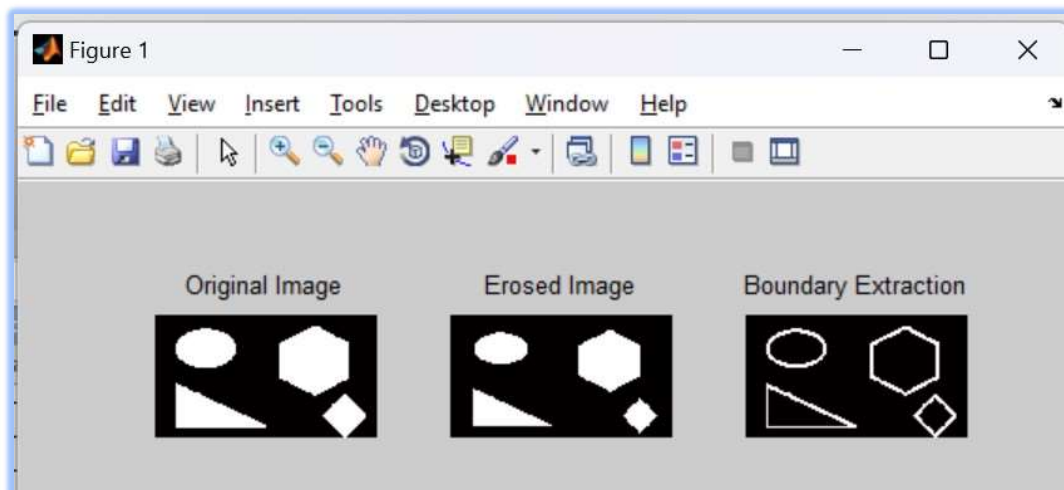 Figure 1
File Edit View Insert Tools Desktop Window Help
Original Image Erosed Image Boundary Extraction